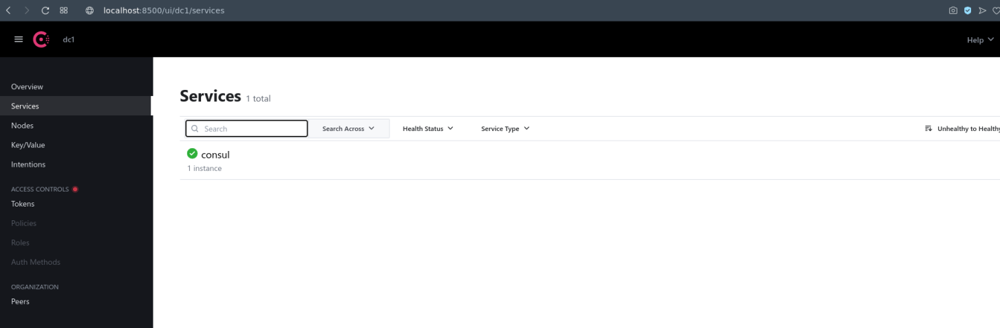 localhost:8500/ui/dc1/services
dc1
Help
Overview
Services
Nodes
Key/Value
Intentions
ACCESS CONTROLS
Tokens
Policies
Roles
Auth Methods
ORGANIZATION
Peers
Services 1 total
Search Search Across Health Status Service Type Unhealthy to Healthy
consul
1 instance